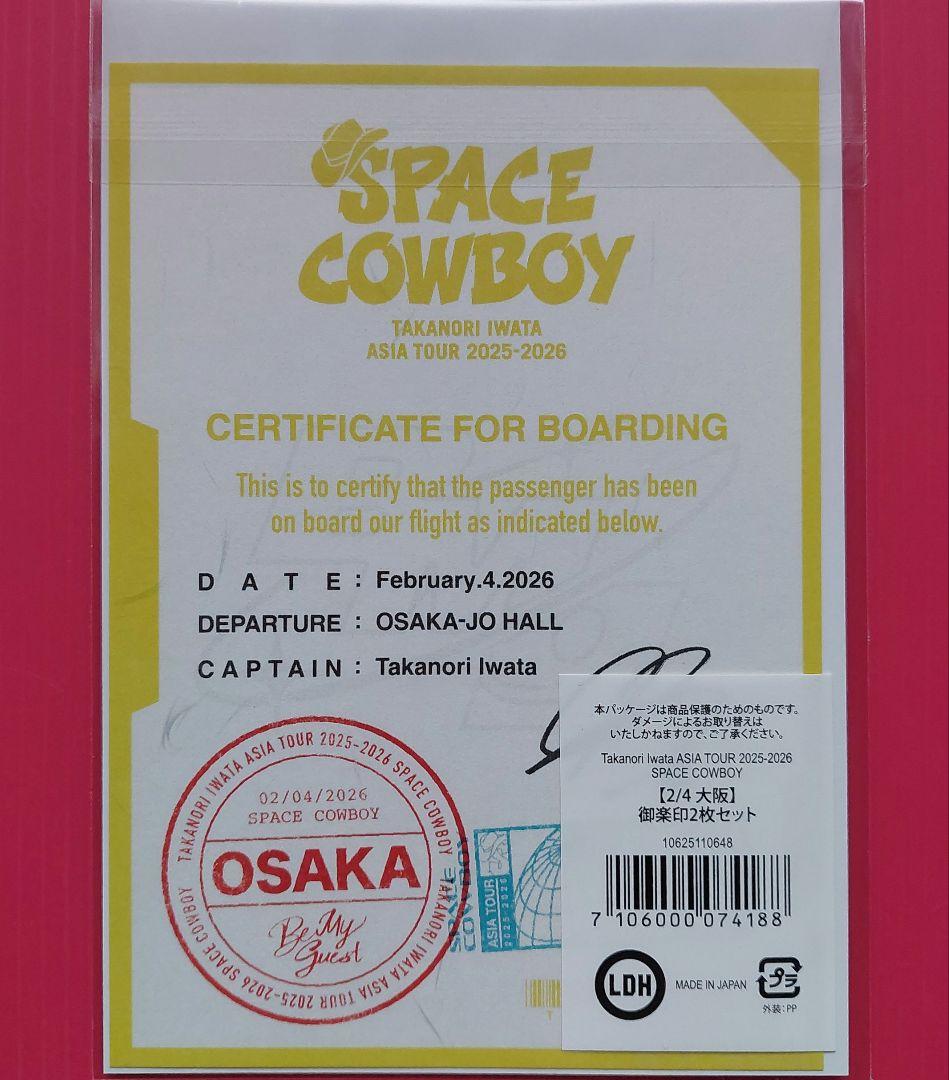 SPACE
COWBOY
TAKANORI IWATA
ASIA TOUR 2025-2026
CERTIFICATE FOR BOARDING
This is to certify that the passenger has been
on board our flight as indicated below.
DATE : February.4.2026
DEPARTURE : OSAKA-JO HALL
CAPTAIN : Takanori Iwata
TAKANORI IWATA ASIA TOUR 2025-2026 SPACE COWBOY
TAKANORI IWATA ASIA TOUR 2025-2026 SPACE COWBOY
02/04/2026
SPACE COWBOY
OSAKA
Be My
Guest
SPACE
COWBOY
ASIA TOUR
2025-2026
本パッケージは商品保護のためのものです。
ダメージによるお取り替えは
いたしかねますので、ご了承ください。
Takanori Iwata ASIA TOUR 2025-2026
SPACE COWBOY
【2/4 大阪】
御楽印2枚セット
10625110648
7 106000 074188
LDH
MADE IN JAPAN
プラ
外装:PP